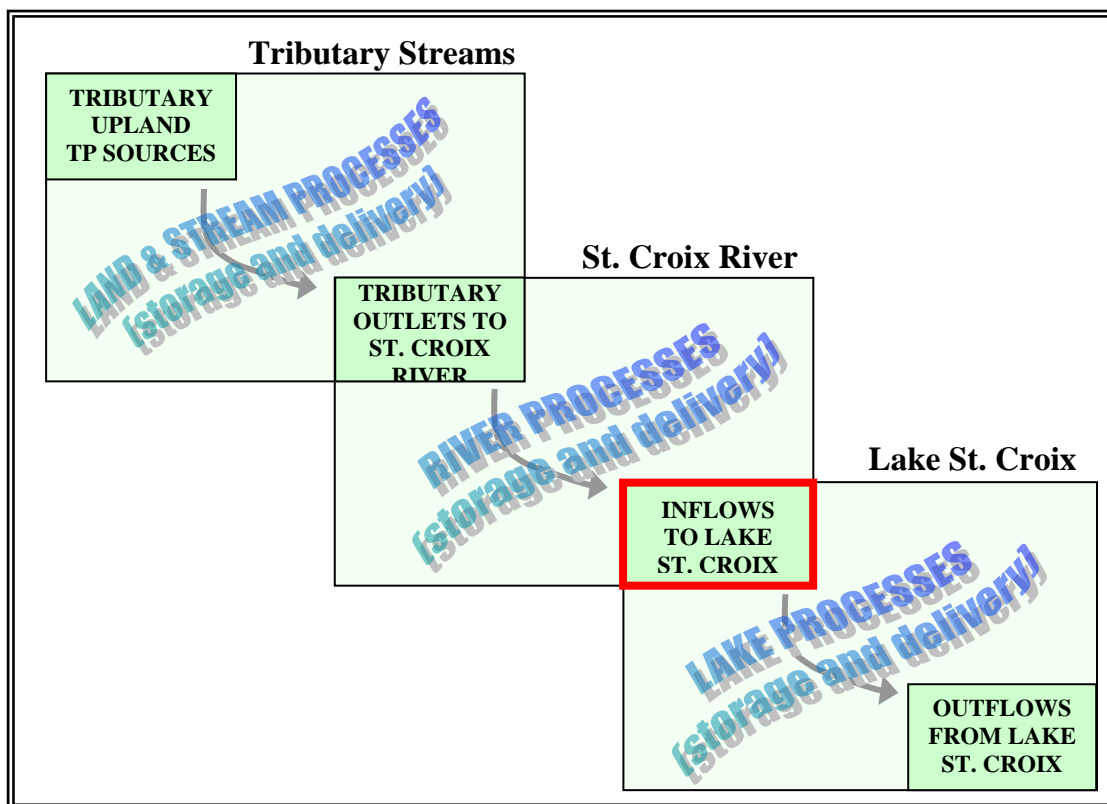 Tributary Streams
TRIBUTARY
UPLAND
TP SOURCES
LAND & STREAM PROCESSES
(storage and delivery)
St. Croix River
TRIBUTARY
OUTLETS TO
ST. CROIX
RIVER
RIVER PROCESSES
(storage and delivery)
Lake St. Croix
INFLOWS
TO LAKE
ST. CROIX
LAKE PROCESSES
(storage and delivery)
OUTFLOWS
FROM LAKE
ST. CROIX